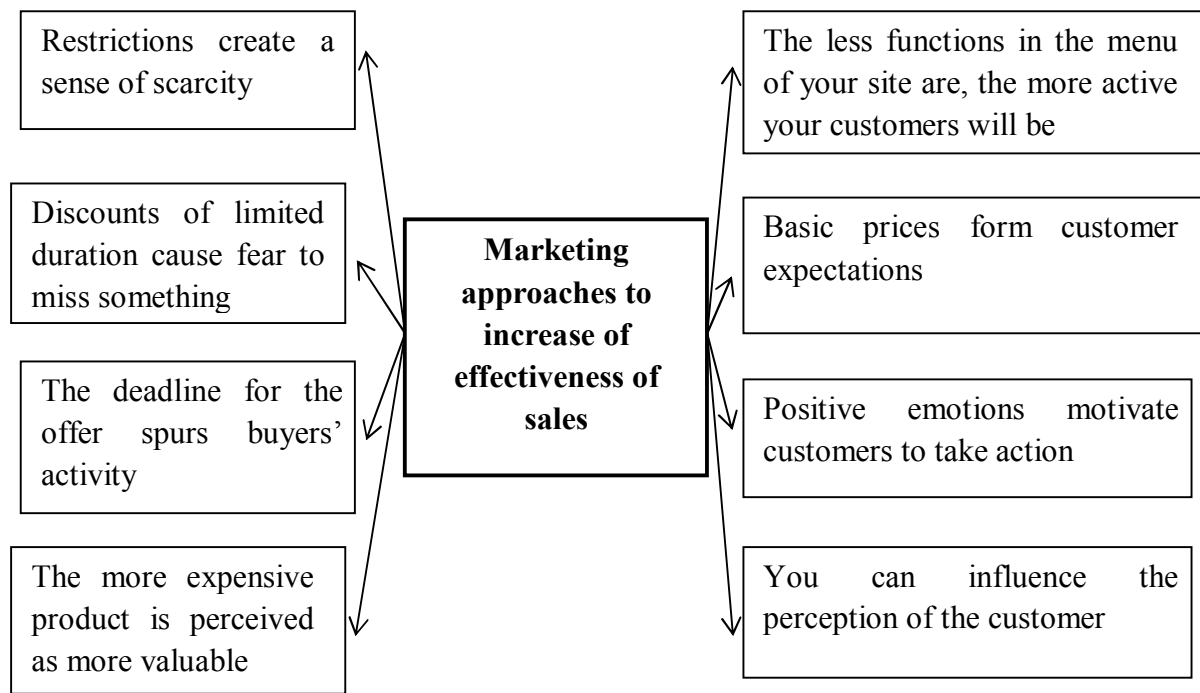 Restrictions create a
sense of scarcity
Discounts of limited
duration cause fear to
miss something
The deadline for the
offer spurs buyers’
activity
The more expensive
product is perceived
as more valuable
Marketing
approaches to
increase of
effectiveness of
sales
The less functions in the menu
of your site are, the more active
your customers will be
Basic prices form customer
expectations
Positive emotions motivate
customers to take action
You can influence the
perception of the customer